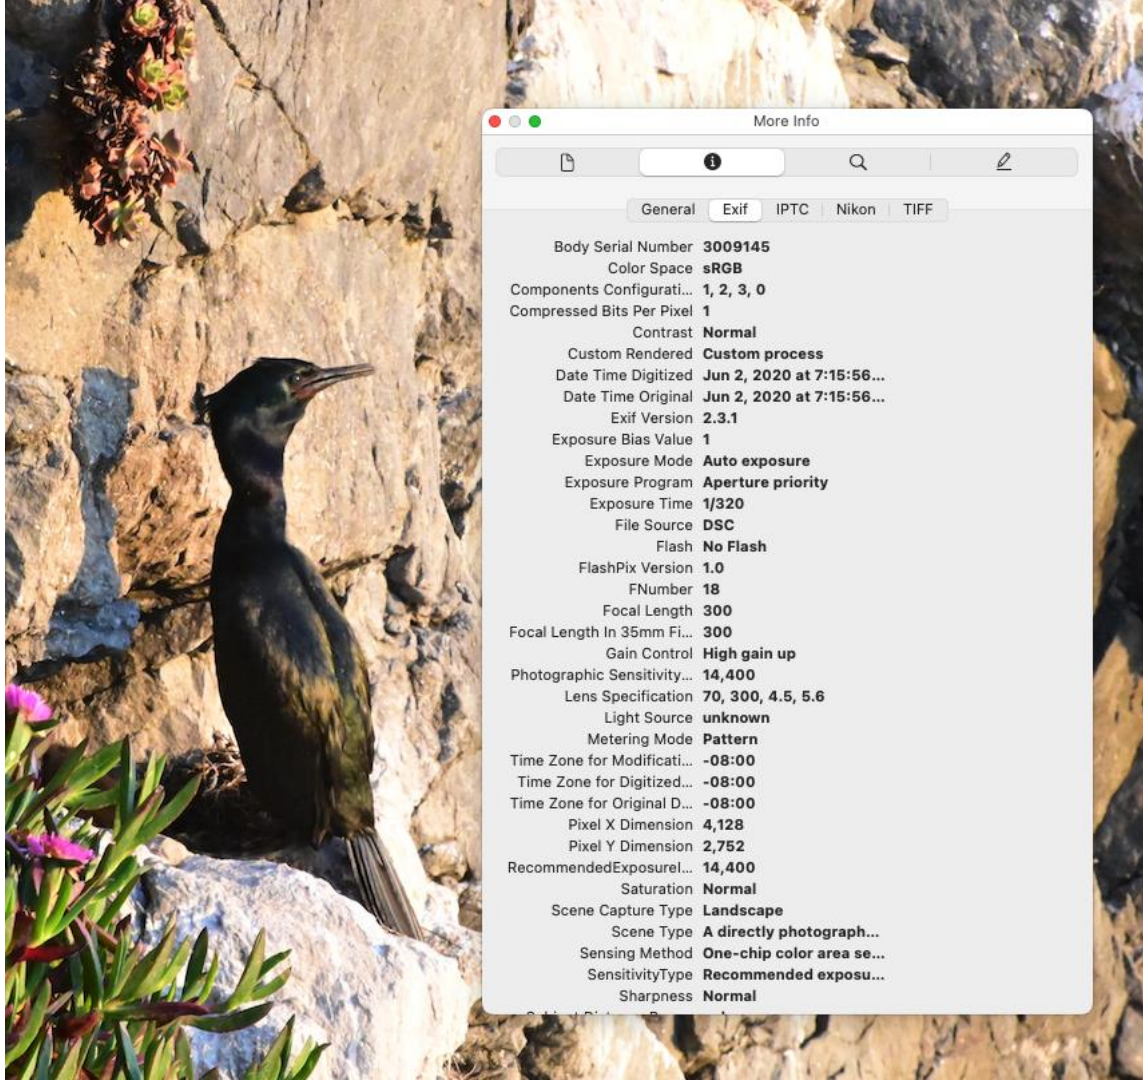 More Info
General Exif IPTC Nikon TIFF
Body Serial Number 3009145
Color Space sRGB
Components Configurati... 1, 2, 3, 0
Compressed Bits Per Pixel 1
Contrast Normal
Custom Rendered Custom process
Date Time Digitized Jun 2, 2020 at 7:15:56...
Date Time Original Jun 2, 2020 at 7:15:56...
Exif Version 2.3.1
Exposure Bias Value 1
Exposure Mode Auto exposure
Exposure Program Aperture priority
Exposure Time 1/320
File Source DSC
Flash No Flash
FlashPix Version 1.0
FNumber 18
Focal Length 300
Focal Length In 35mm Fi... 300
Gain Control High gain up
Photographic Sensitivity... 14,400
Lens Specification 70, 300, 4.5, 5.6
Light Source unknown
Metering Mode Pattern
Time Zone for Modificati... -08:00
Time Zone for Digitized... -08:00
Time Zone for Original D... -08:00
Pixel X Dimension 4,128
Pixel Y Dimension 2,752
RecommendedExposureI... 14,400
Saturation Normal
Scene Capture Type Landscape
Scene Type A directly photograph...
Sensing Method One-chip color area se...
SensitivityType Recommended exposu...
Sharpness Normal